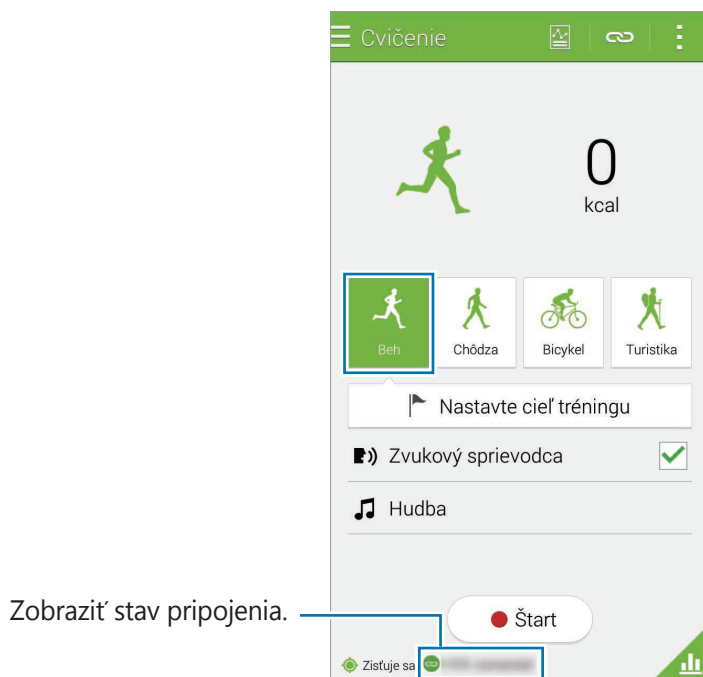 Cvičenie
0
kcal
Beh
Chôdza
Bicykel
Turistika
Nastavte cieľ tréningu
Zvukový sprievodca
Hudba
Zobraziť stav pripojenia.
Štart
Zisťuje sa